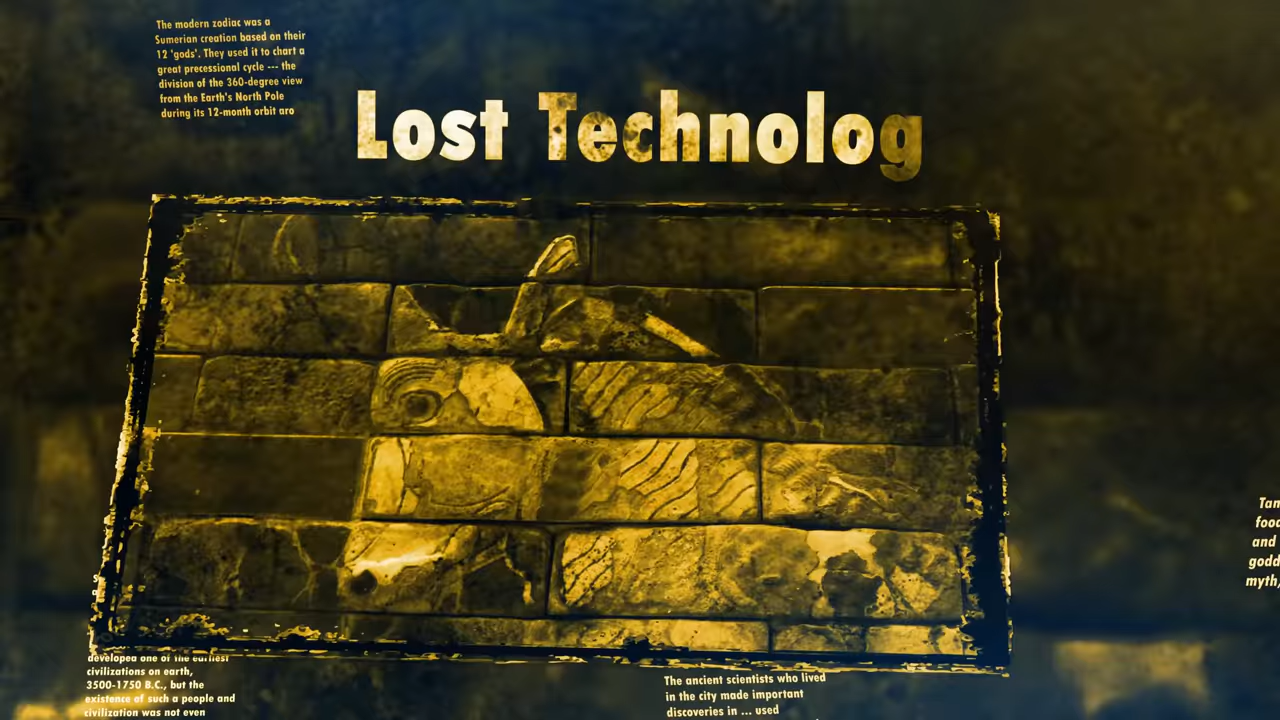 The modern zodiac was a
Sumerian creation based on their
12 'gods'. They used it to chart a
great precessional cycle --- the
division of the 360-degree view
from the Earth's North Pole
during its 12-month orbit aro
Lost Technolog
and
myth,
developed one of the earliest
civilizations on earth,
3500-1750 B.C., but the
existence of such a people and
civilization was not even
The ancient scientists who lived
in the city made important
discoveries in ... used